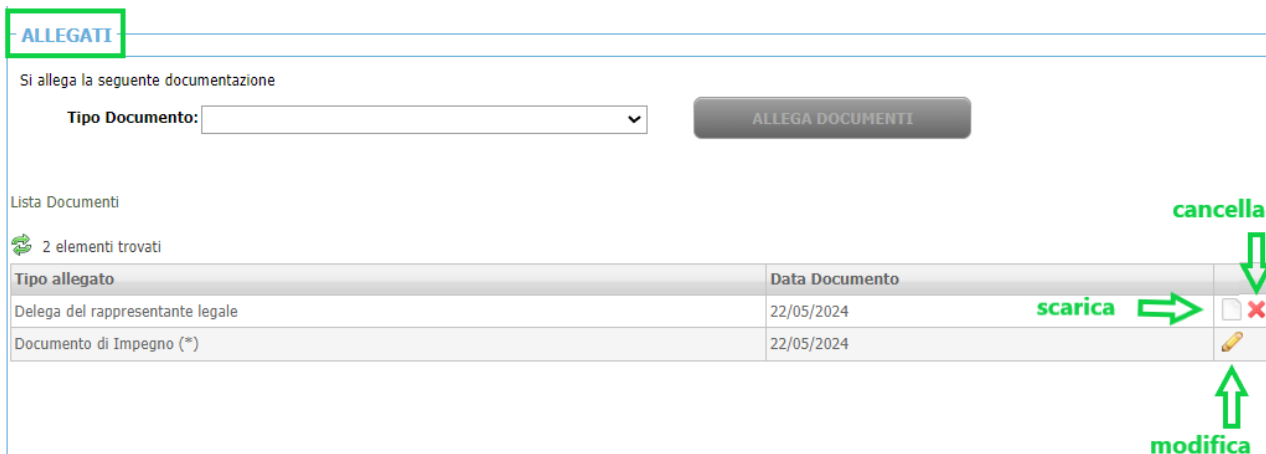 ALLEGATI
Si allega la seguente documentazione
Tipo Documento:
ALLEGA DOCUMENTI
Lista Documenti
cancella
2 elementi trovati
Tipo allegato Data Documento
Delega del rappresentante legale 22/05/2024 scarica
Documento di Impegno (*) 22/05/2024
modifica